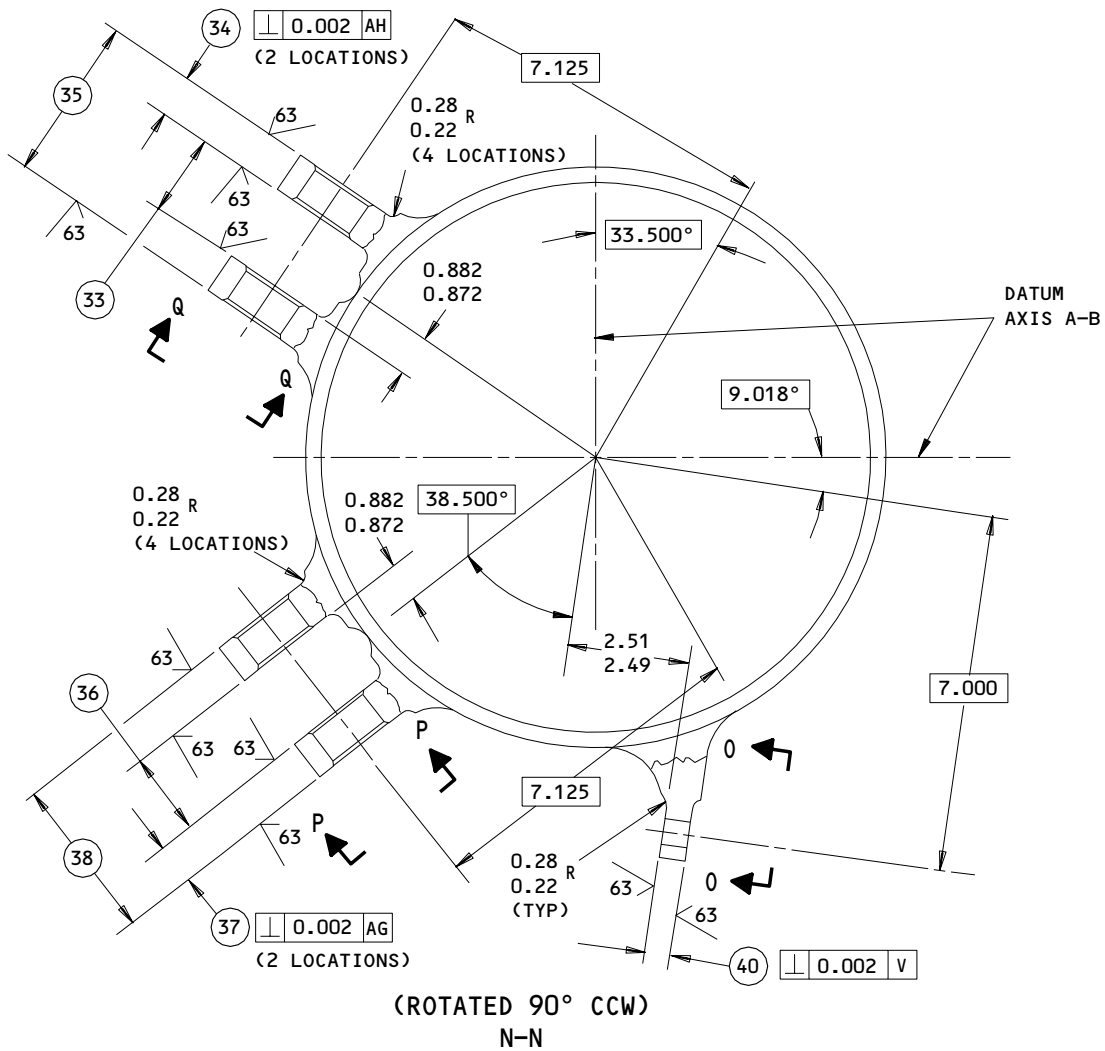 34 ⊥ 0.002 AH
(2 LOCATIONS)
7.125
35
63
0.28
0.22 R
(4 LOCATIONS)
63
63
63
33.500°
33
0.882
0.872
DATUM
AXIS A-B
Q
Q
9.018°
0.28
0.22 R
(4 LOCATIONS)
0.882
0.872
38.500°
63
2.51
2.49
36
7.000
63
63
P
O
7.125
38
63
P
0.28
0.22 R
(TYP)
63
O
63
37 ⊥ 0.002 AG
(2 LOCATIONS)
40 ⊥ 0.002 V
(ROTATED 90° CCW)
N-N